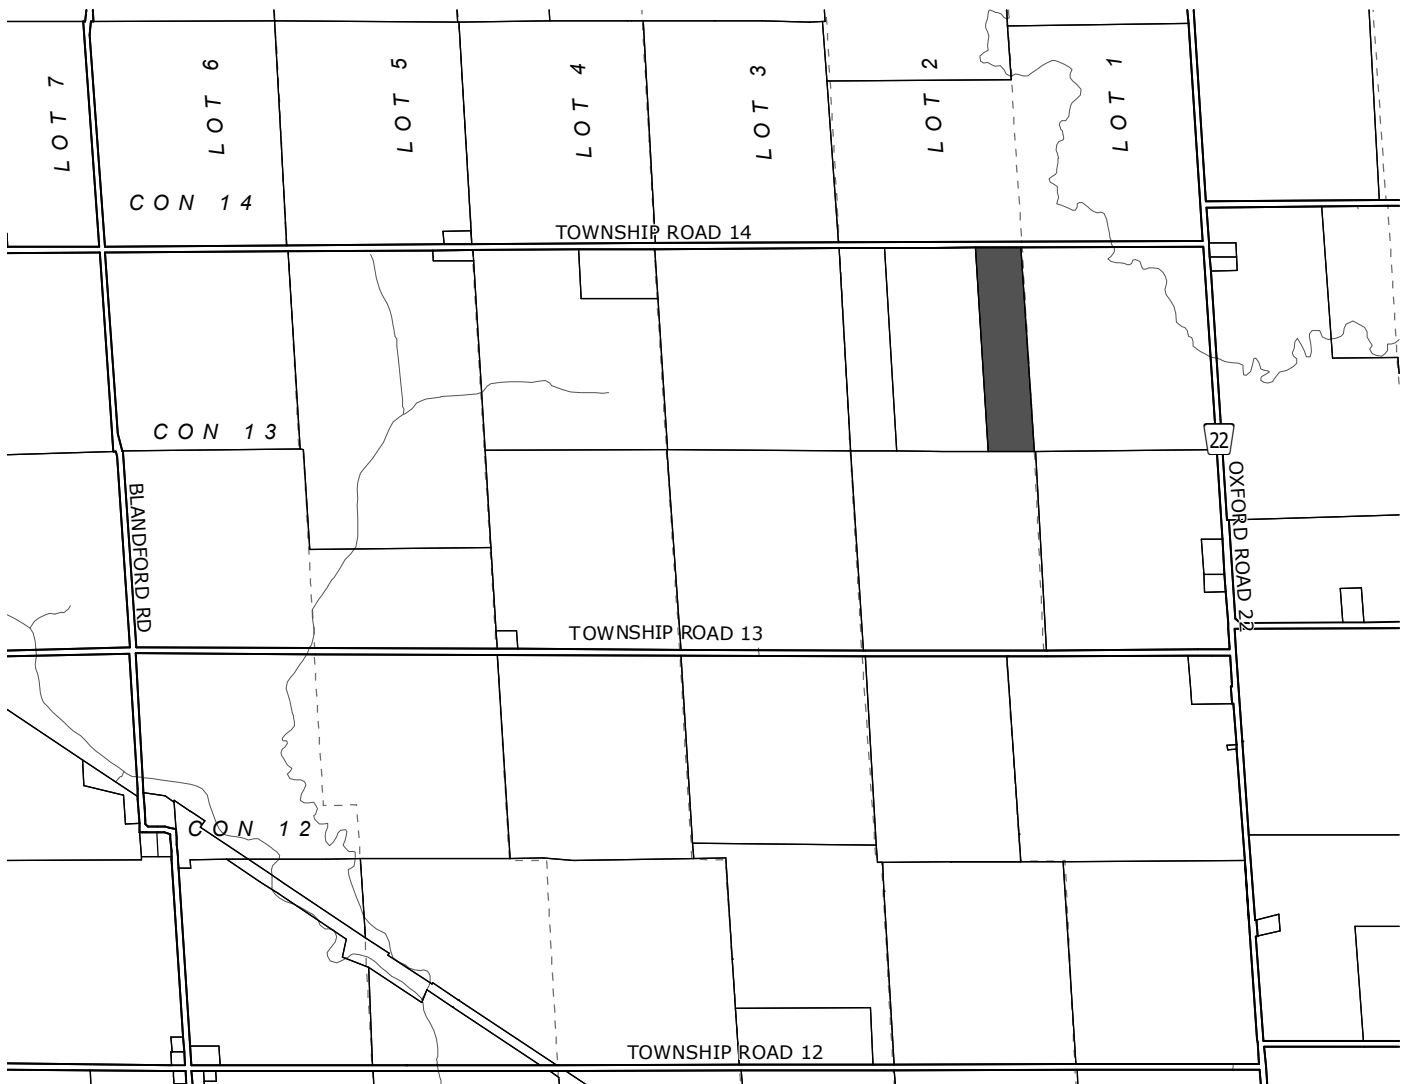 LOT 7
LOT 6
LOT 5
LOT 4
LOT 3
LOT 2
LOT 1
CON 14
TOWNSHIP ROAD 14
CON 13
22
BLANDFORD RD
OXFORD ROAD 22
TOWNSHIP ROAD 13
CON 12
TOWNSHIP ROAD 12